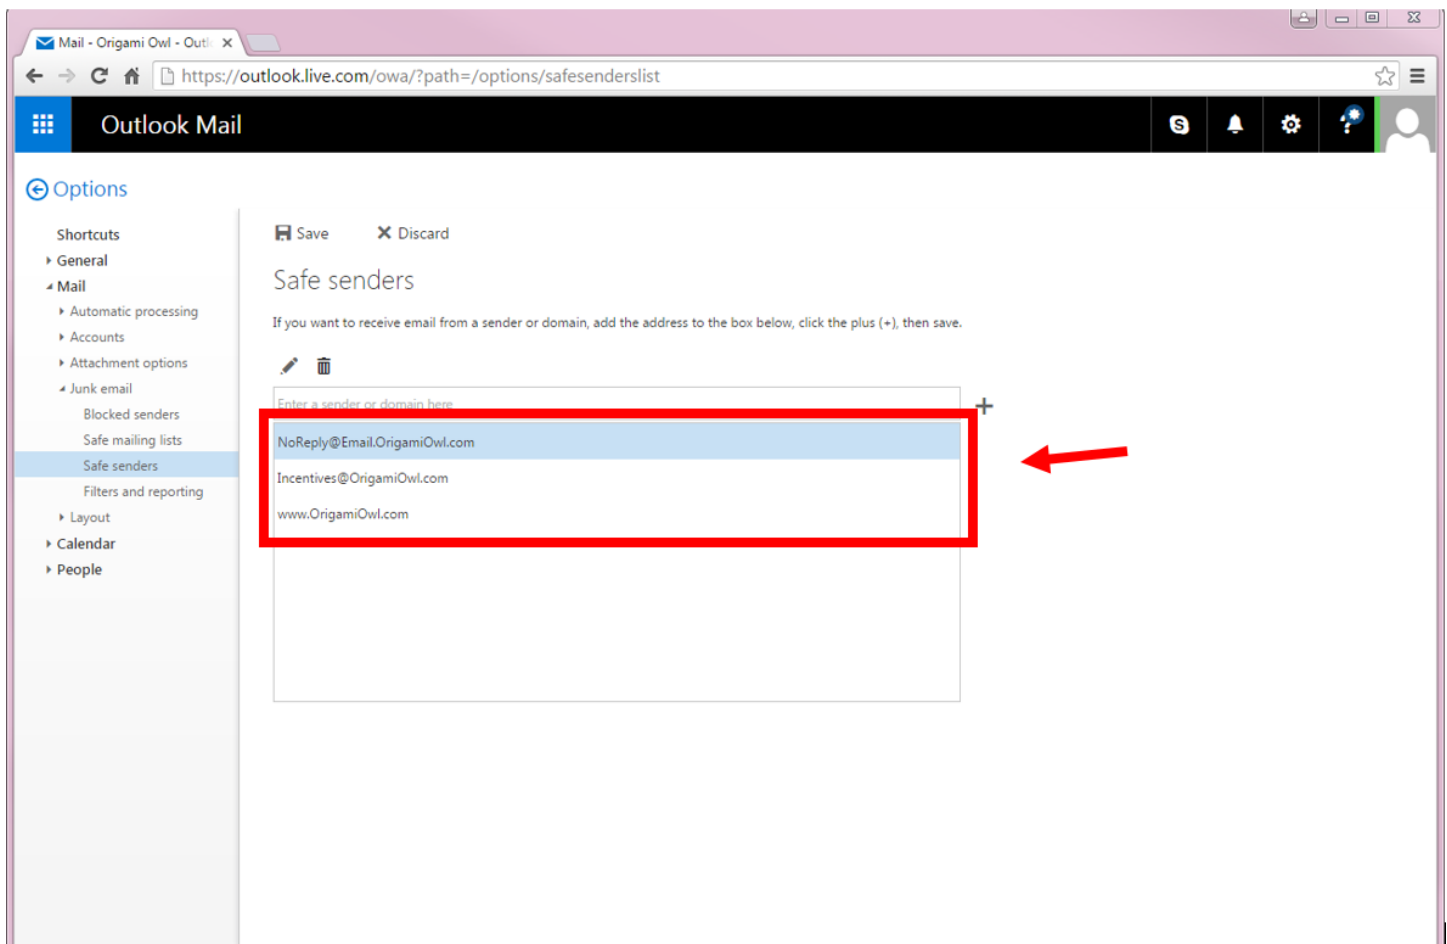 Mail - Origami Owl - Outl
https://outlook.live.com/owa/?path=/options/safesenderslist
Outlook Mail
Options
Shortcuts
General
Mail
Automatic processing
Accounts
Attachment options
Junk email
Blocked senders
Safe mailing lists
Safe senders
Filters and reporting
Layout
Calendar
People
Save
Discard
Safe senders
If you want to receive email from a sender or domain, add the address to the box below, click the plus (+), then save.
Enter a sender or domain here
NoReply@Email.OrigamiOwl.com
Incentives@OrigamiOwl.com
www.OrigamiOwl.com